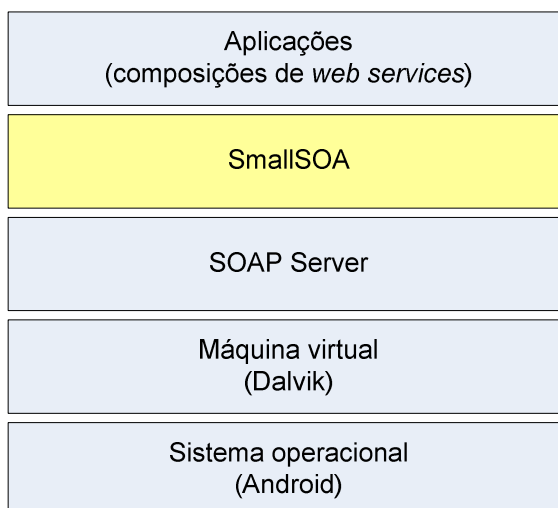 Aplicações
(composições de web services)
SmallSOA
SOAP Server
Máquina virtual
(Dalvik)
Sistema operacional
(Android)